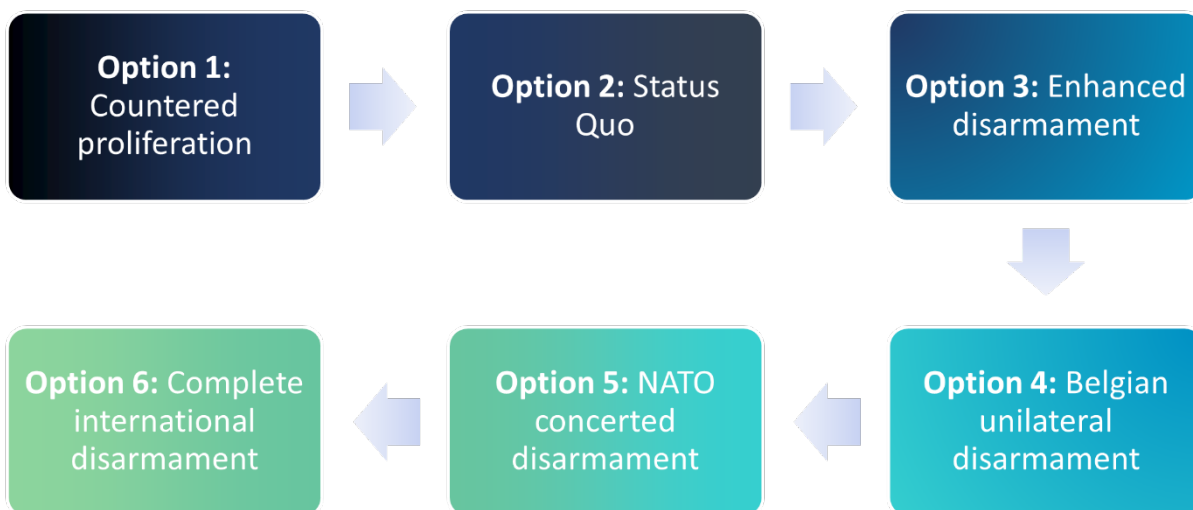 Option 1:
Countered
proliferation
Option 2: Status
Quo
Option 3: Enhanced
disarmament
Option 4: Belgian
unilateral
disarmament
Option 5: NATO
concerted
disarmament
Option 6: Complete
international
disarmament